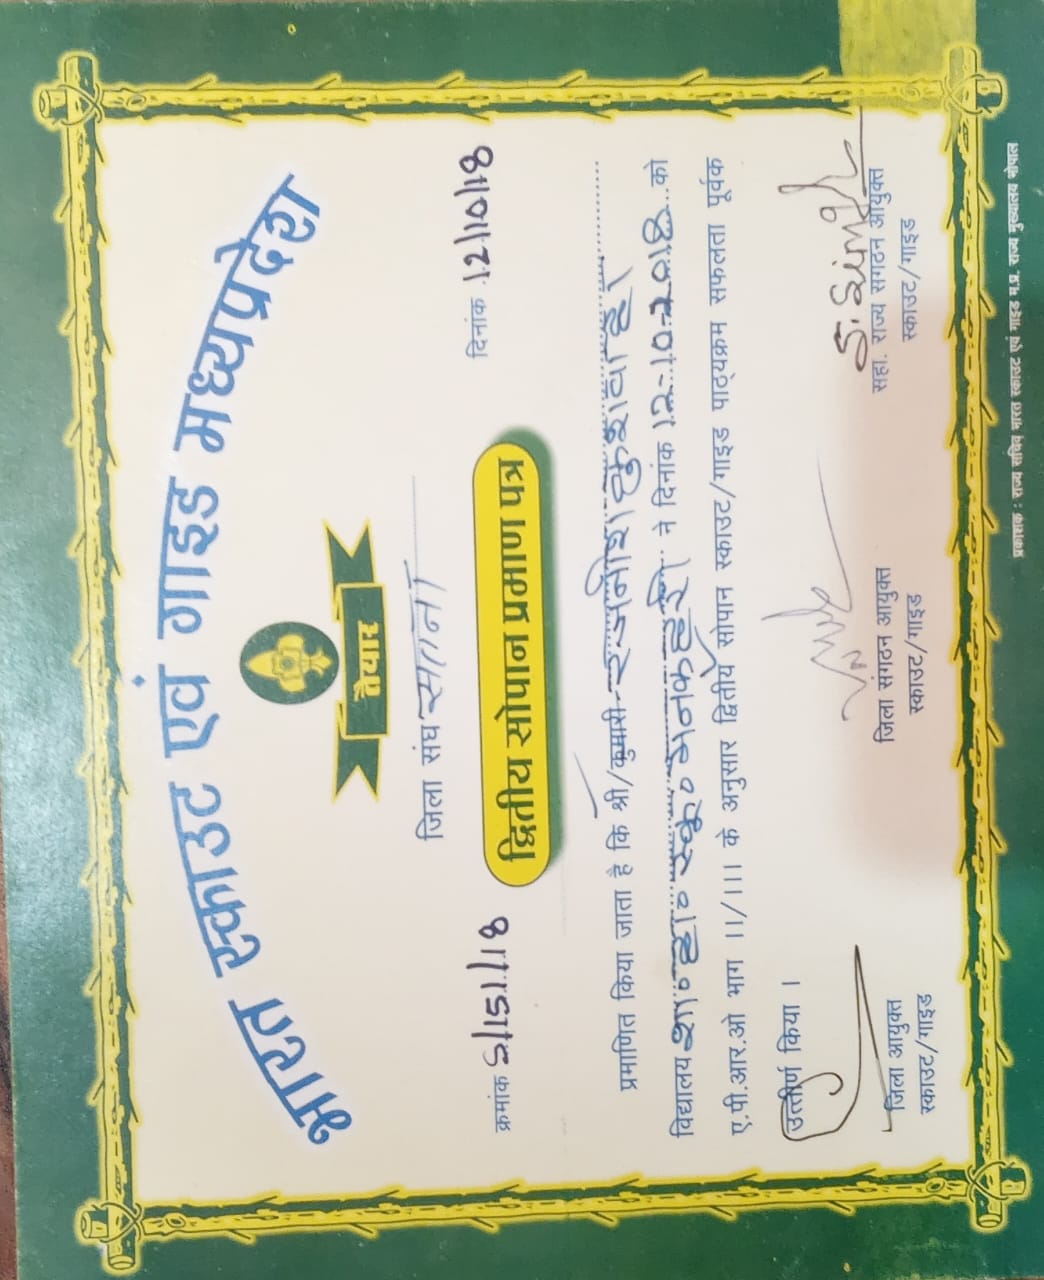 भारत स्काउट एवं गाइड मध्यप्रदेश
तैयार
जिला संघ सतना
क्रमांक S/151/18
दिनांक 12/10/18
द्वितीय सोपान प्रमाण पत्र
प्रमाणित किया जाता है कि श्री/कुमारी रजनीश कुशवाहा
विद्यालय शा० हा० स्कू० मनकहरी ने दिनांक 12-10-2018 को
ए.पी.आर.ओ भाग II/III के अनुसार द्वितीय सोपान स्काउट/गाइड पाठ्यक्रम सफलता पूर्वक
उत्तीर्ण किया ।
S. Singh
जिला आयुक्त
स्काउट/गाइड
जिला संगठन आयुक्त
स्काउट/गाइड
सहा. राज्य संगठन आयुक्त
स्काउट/गाइड
प्रकाशक : राज्य सचिव भारत स्काउट एवं गाइड म.प्र. राज्य मुख्यालय भोपाल